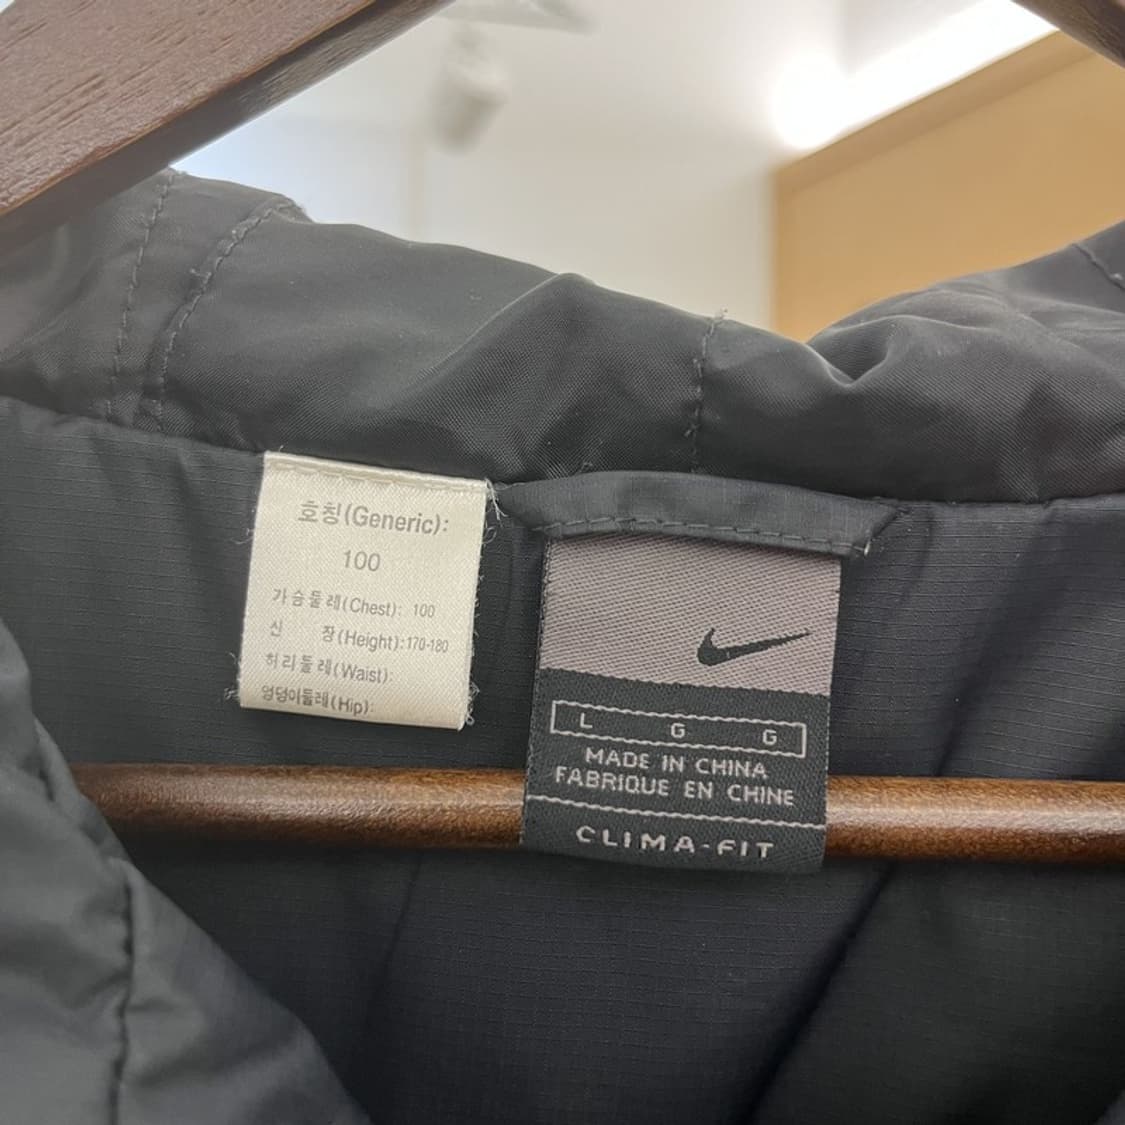 호칭(Generic):
100
가슴둘레(Chest): 100
신 장(Height):170-180
허리둘레(Waist):
엉덩이둘레(Hip):
L G G
MADE IN CHINA
FABRIQUE EN CHINE
CLIMA-FIT